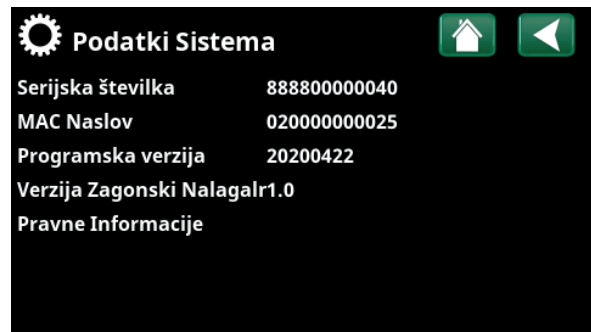 Podatki Sistema
Serijska številka 888800000040
MAC Naslov 020000000025
Programska verzija 20200422
Verzija Zagonski Nalagalr1.0
Pravne Informacije